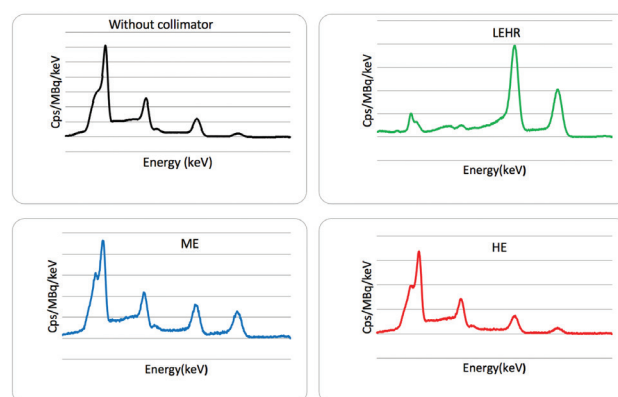 Without collimator
Cps/MBq/keV
Energy (keV)
LEHR
Cps/MBq/keV
Energy(keV)
ME
Cps/MBq/keV
Energy(keV)
HE
Cps/MBq/keV
Energy(keV)